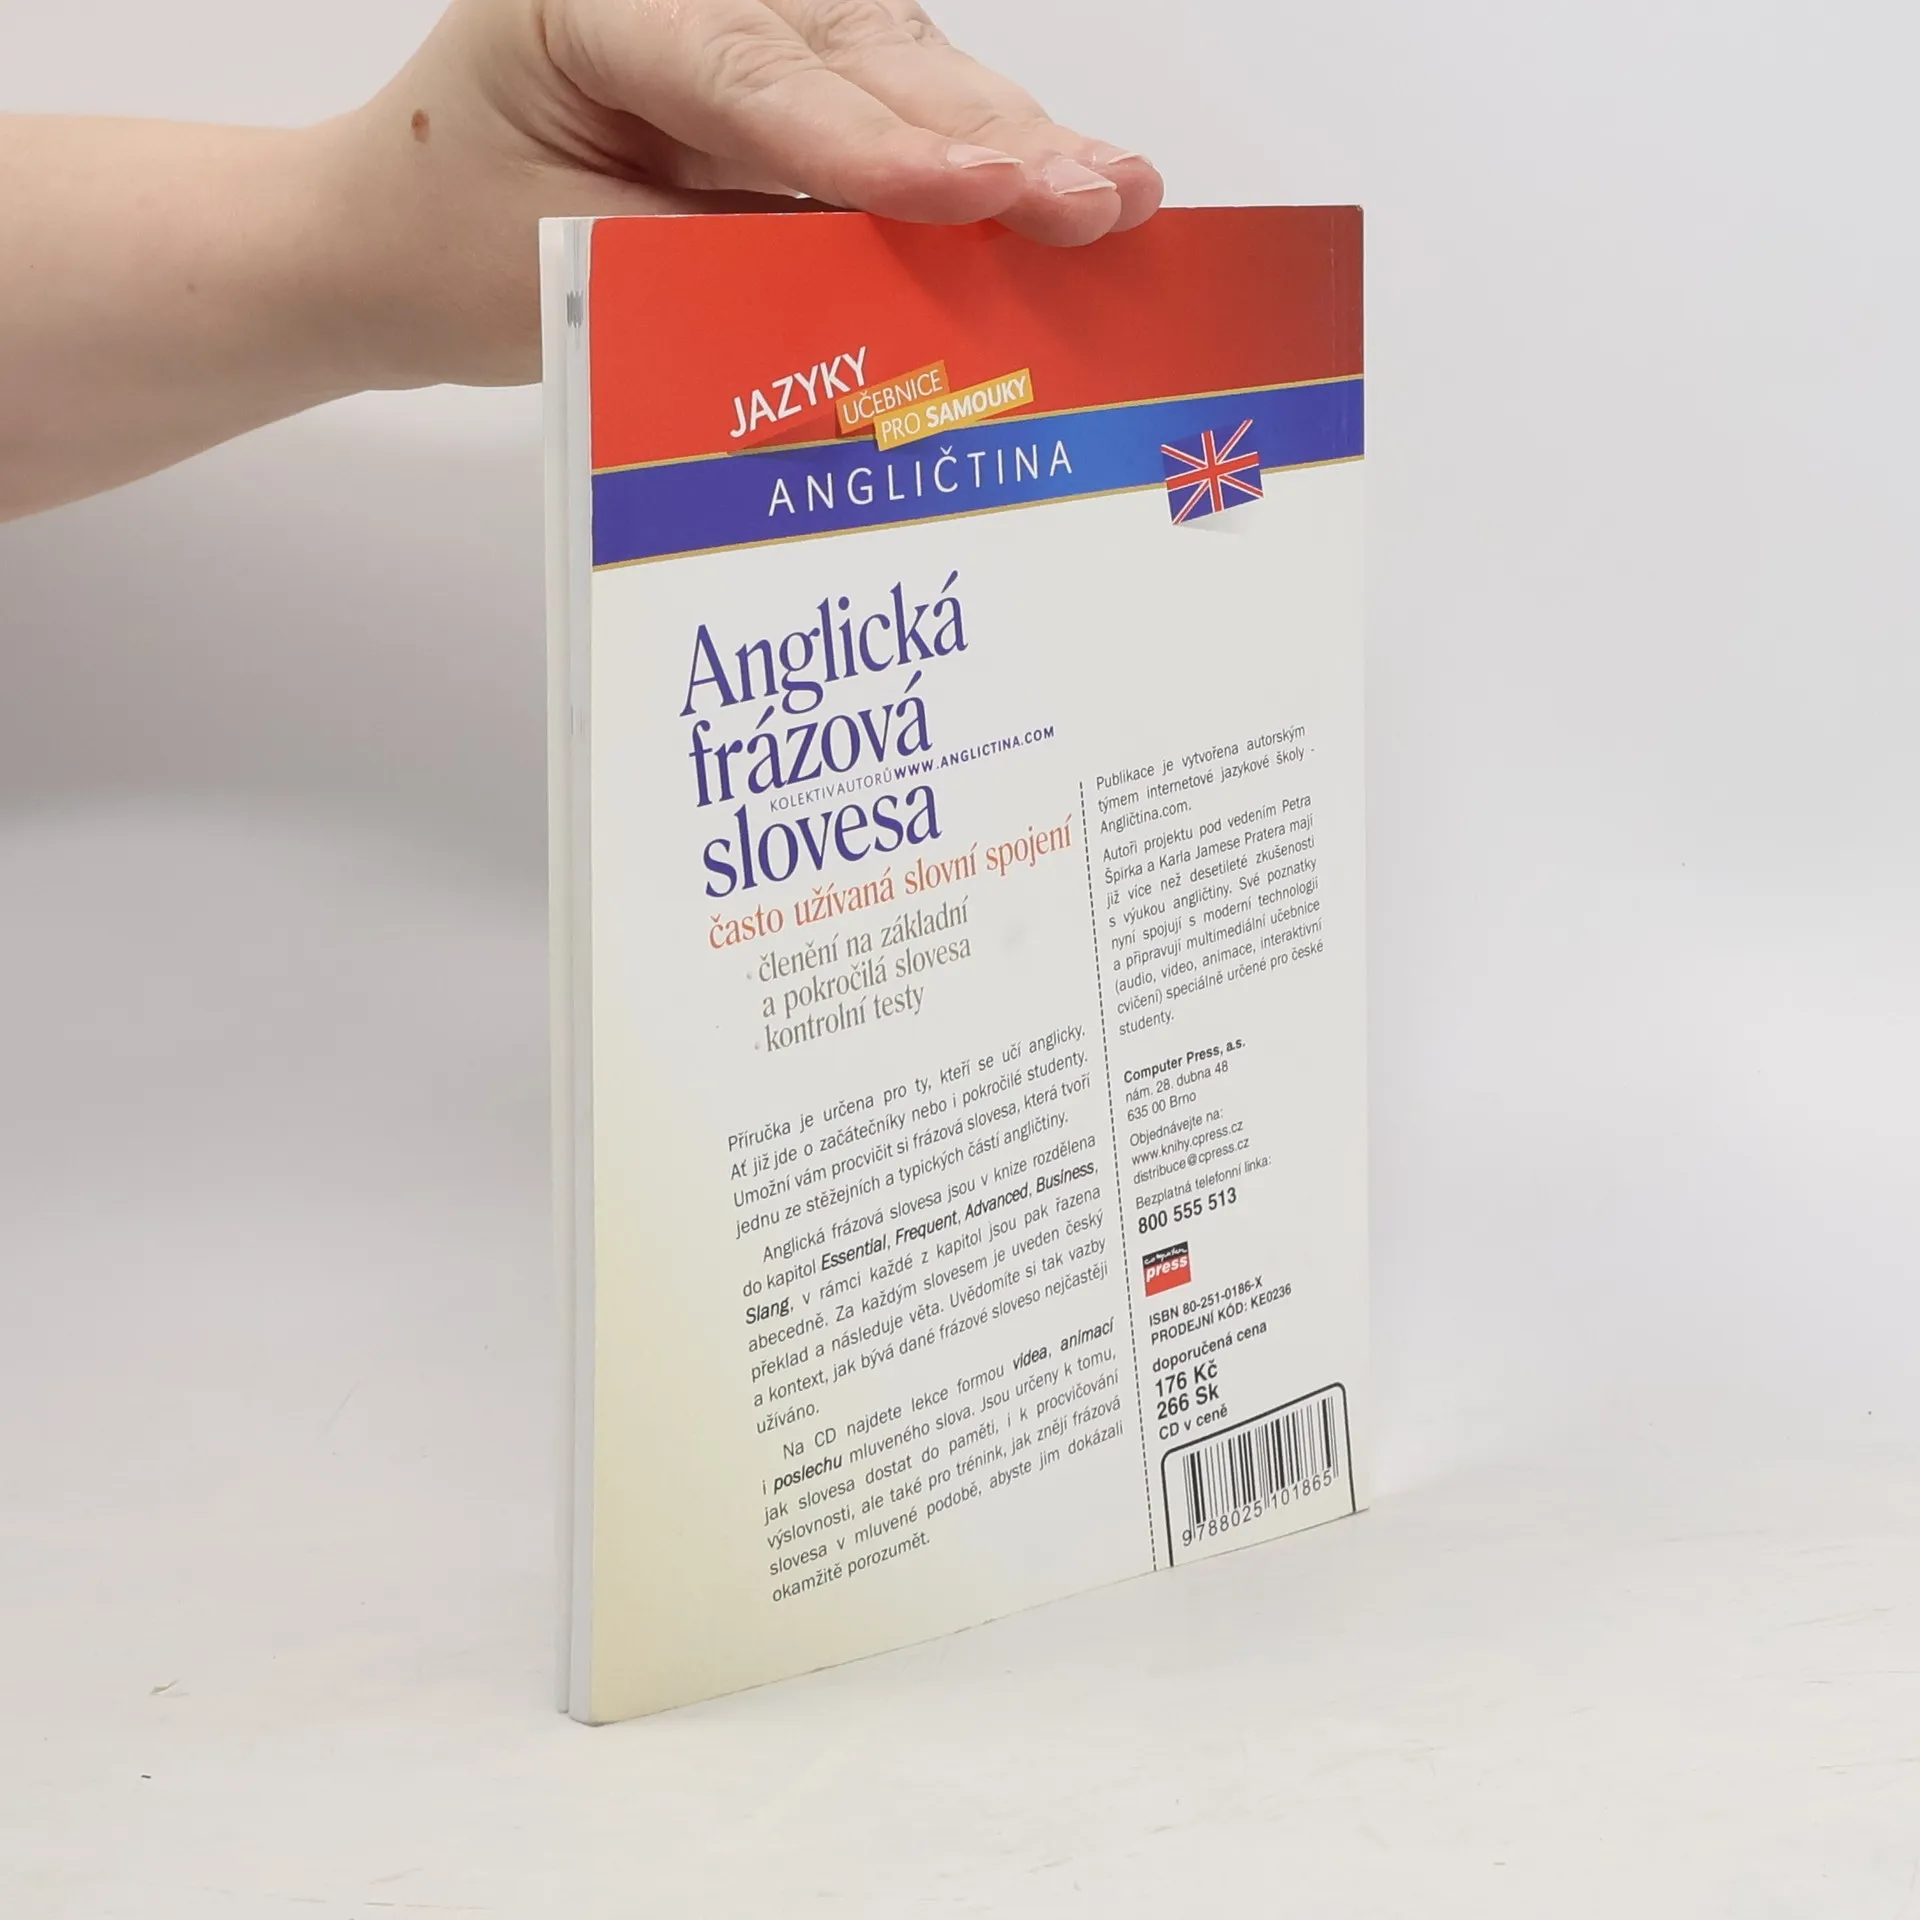 JAZYKY
UČEBNICE
PRO SAMOUKY
ANGLIČTINA
Anglická
frázová
KOLEKTIV AUTORŮ WWW.ANGLICTINA.COM
slovesa
často užívaná slovní spojení
• členění na základní
a pokročilá slovesa
• kontrolní testy
Příručka je určena pro ty, kteří se učí anglicky.
Ať již jde o začátečníky nebo i pokročilé studenty.
Umožní vám procvičit si frázová slovesa, která tvoří
jednu ze stěžejních a typických částí angličtiny.
Anglická frázová slovesa jsou v knize rozdělena
do kapitol Essential, Frequent, Advanced, Business,
Slang, v rámci každé z kapitol jsou pak řazena
abecedně. Za každým slovesem je uveden český
překlad a následuje věta. Uvědomíte si tak vazby
a kontext, jak bývá dané frázové sloveso nejčastěji
užíváno.
Na CD najdete lekce formou videa, animací
i poslechu mluveného slova. Jsou určeny k tomu,
jak slovesa dostat do paměti, i k procvičování
výslovnosti, ale také pro trénink, jak znějí frázová
slovesa v mluvené podobě, abyste jim dokázali
okamžitě porozumět.
Publikace je vytvořena autorským
týmem internetové jazykové školy -
Angličtina.com.
Autoři projektu pod vedením Petra
Špirka a Karla Jamese Pratera mají
již více než desetileté zkušenosti
s výukou angličtiny. Své poznatky
nyní spojují s moderní technologií
a připravují multimediální učebnice
(audio, video, animace, interaktivní
cvičení) speciálně určené pro české
studenty.
Computer Press, a.s.
nám. 28. dubna 48
635 00 Brno
Objednávejte na:
www.knihy.cpress.cz
distribuce@cpress.cz
Bezplatná telefonní linka:
800 555 513
computer
press
ISBN 80-251-0186-X
PRODEJNÍ KÓD: KE0236
doporučená cena
176 Kč
266 Sk
CD v ceně
9788025101865